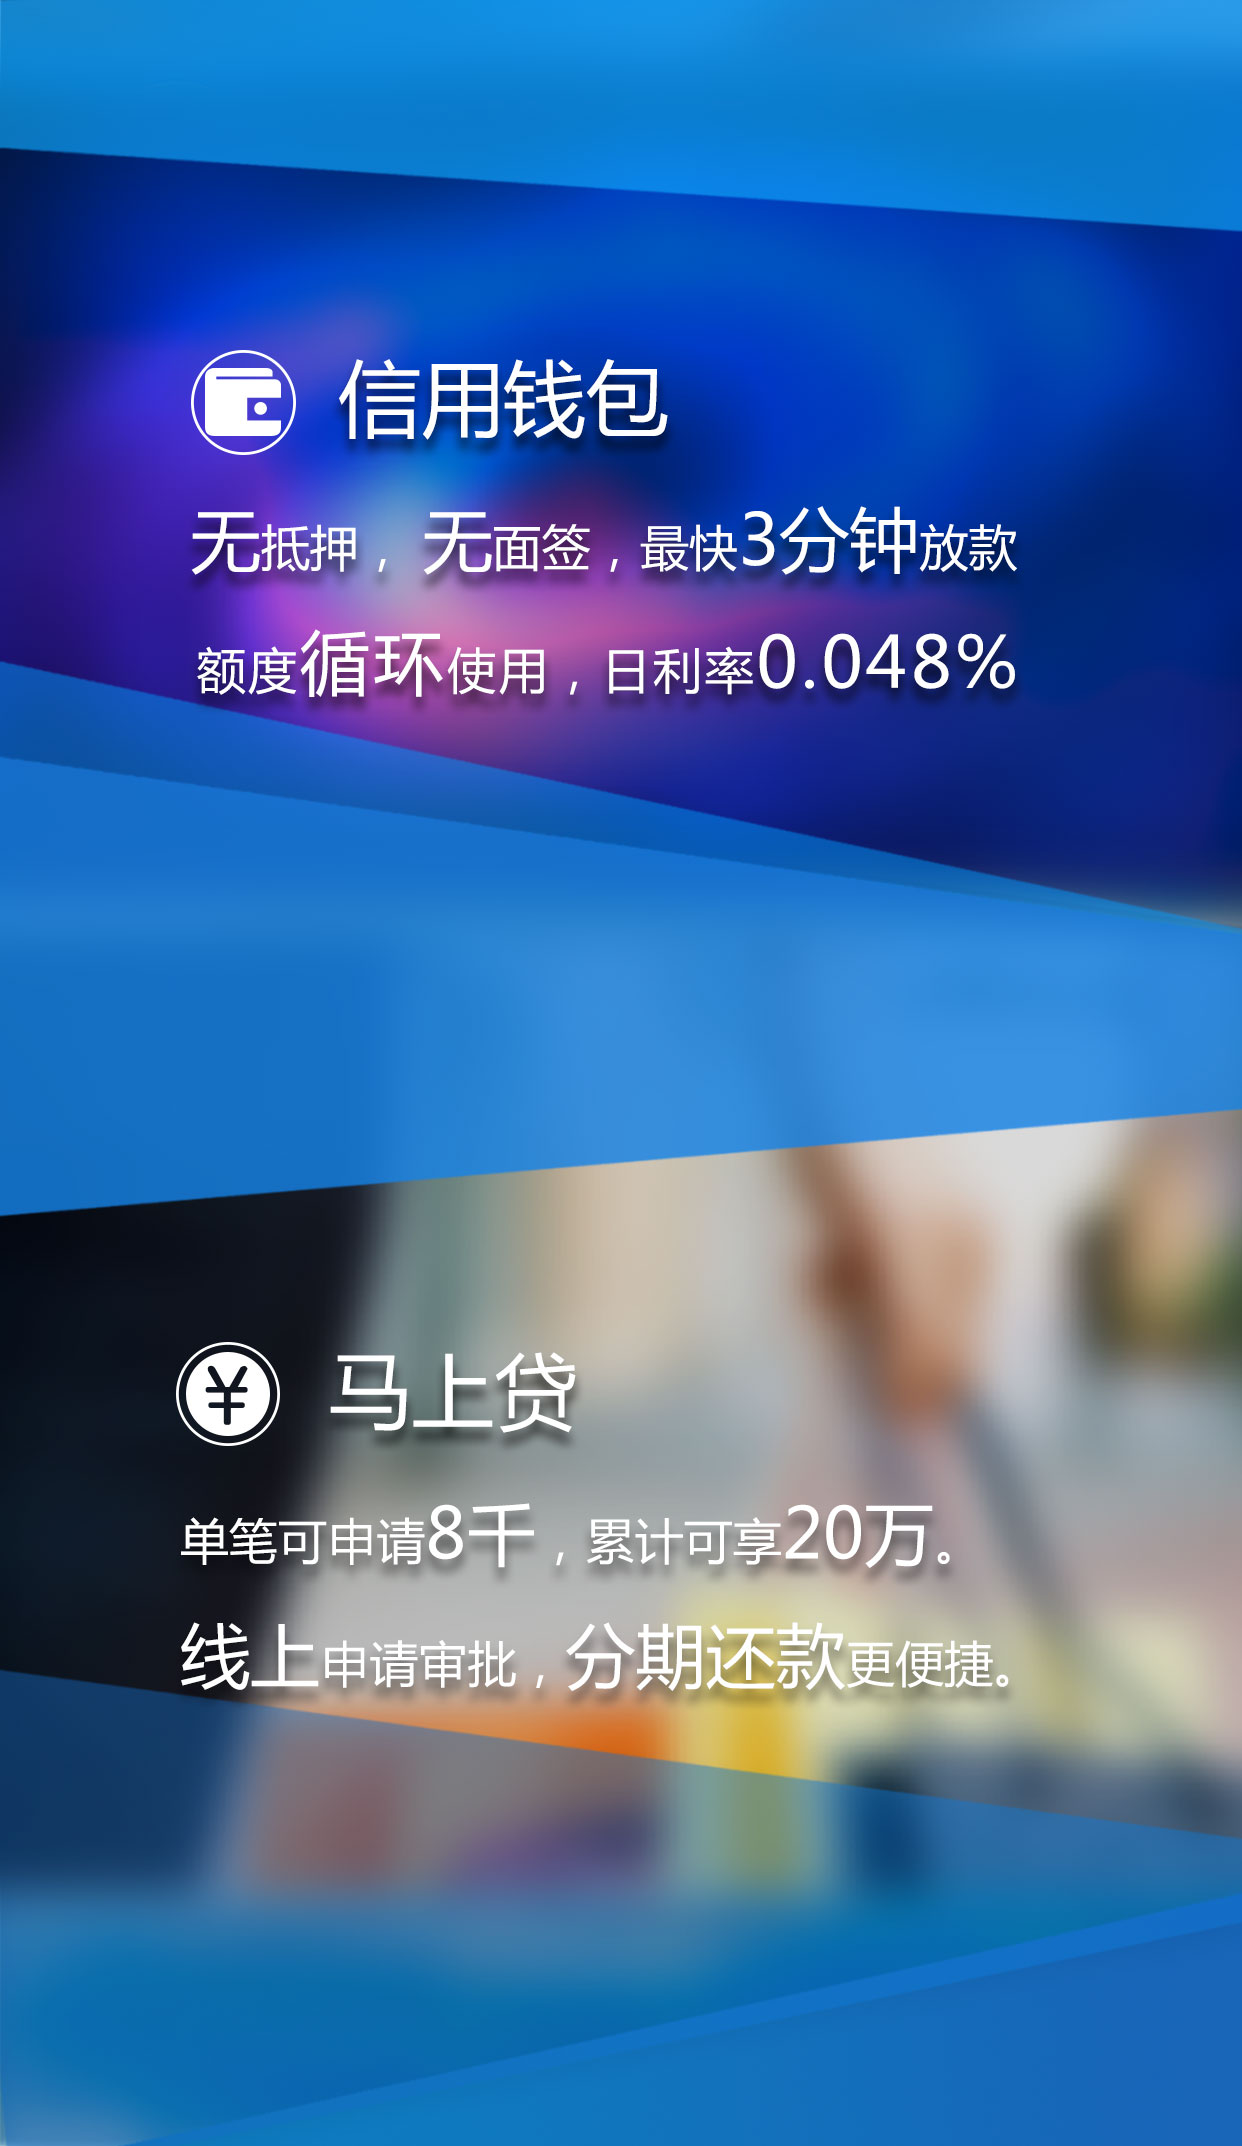 信用钱包
无抵押，无面签，最快3分钟放款
额度循环使用，日利率0.048%
¥
马上贷
单笔可申请8千，累计可享20万。
线上申请审批，分期还款更便捷。